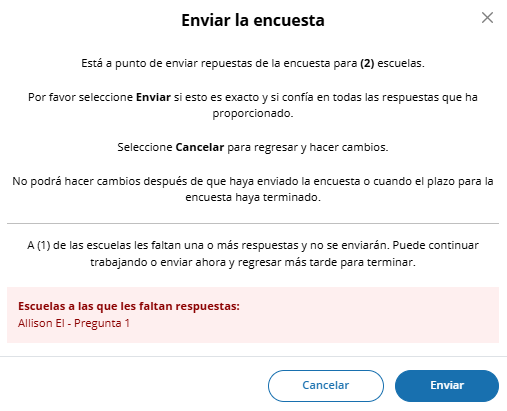 Enviar la encuesta
Está a punto de enviar repuestas de la encuesta para (2) escuelas.
Por favor seleccione Enviar si esto es exacto y si confía en todas las respuestas que ha
proporcionado.
Seleccione Cancelar para regresar y hacer cambios.
No podrá hacer cambios después de que haya enviado la encuesta o cuando el plazo para la
encuesta haya terminado.
A (1) de las escuelas les faltan una o más respuestas y no se enviarán. Puede continuar
trabajando o enviar ahora y regresar más tarde para terminar.
Escuelas a las que les faltan respuestas:
Allison El - Pregunta 1
Cancelar
Enviar